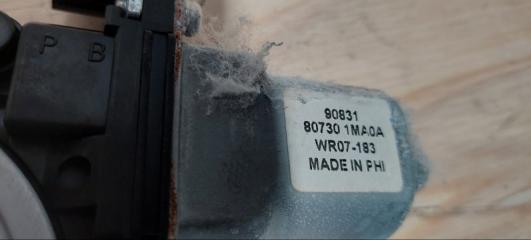 P B
90831
80730 1MA0A
WR07-183
MADE IN PHI